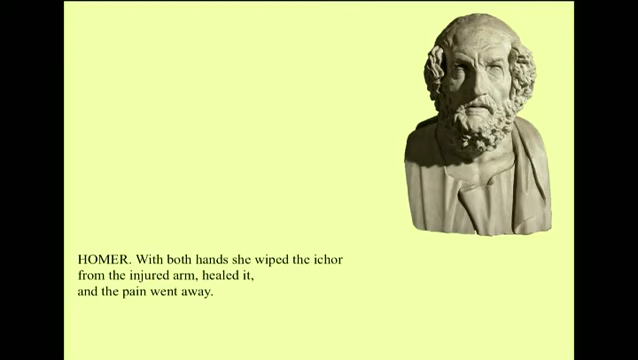 HOMER. With both hands she wiped the ichor
from the injured arm, healed it,
and the pain went away.